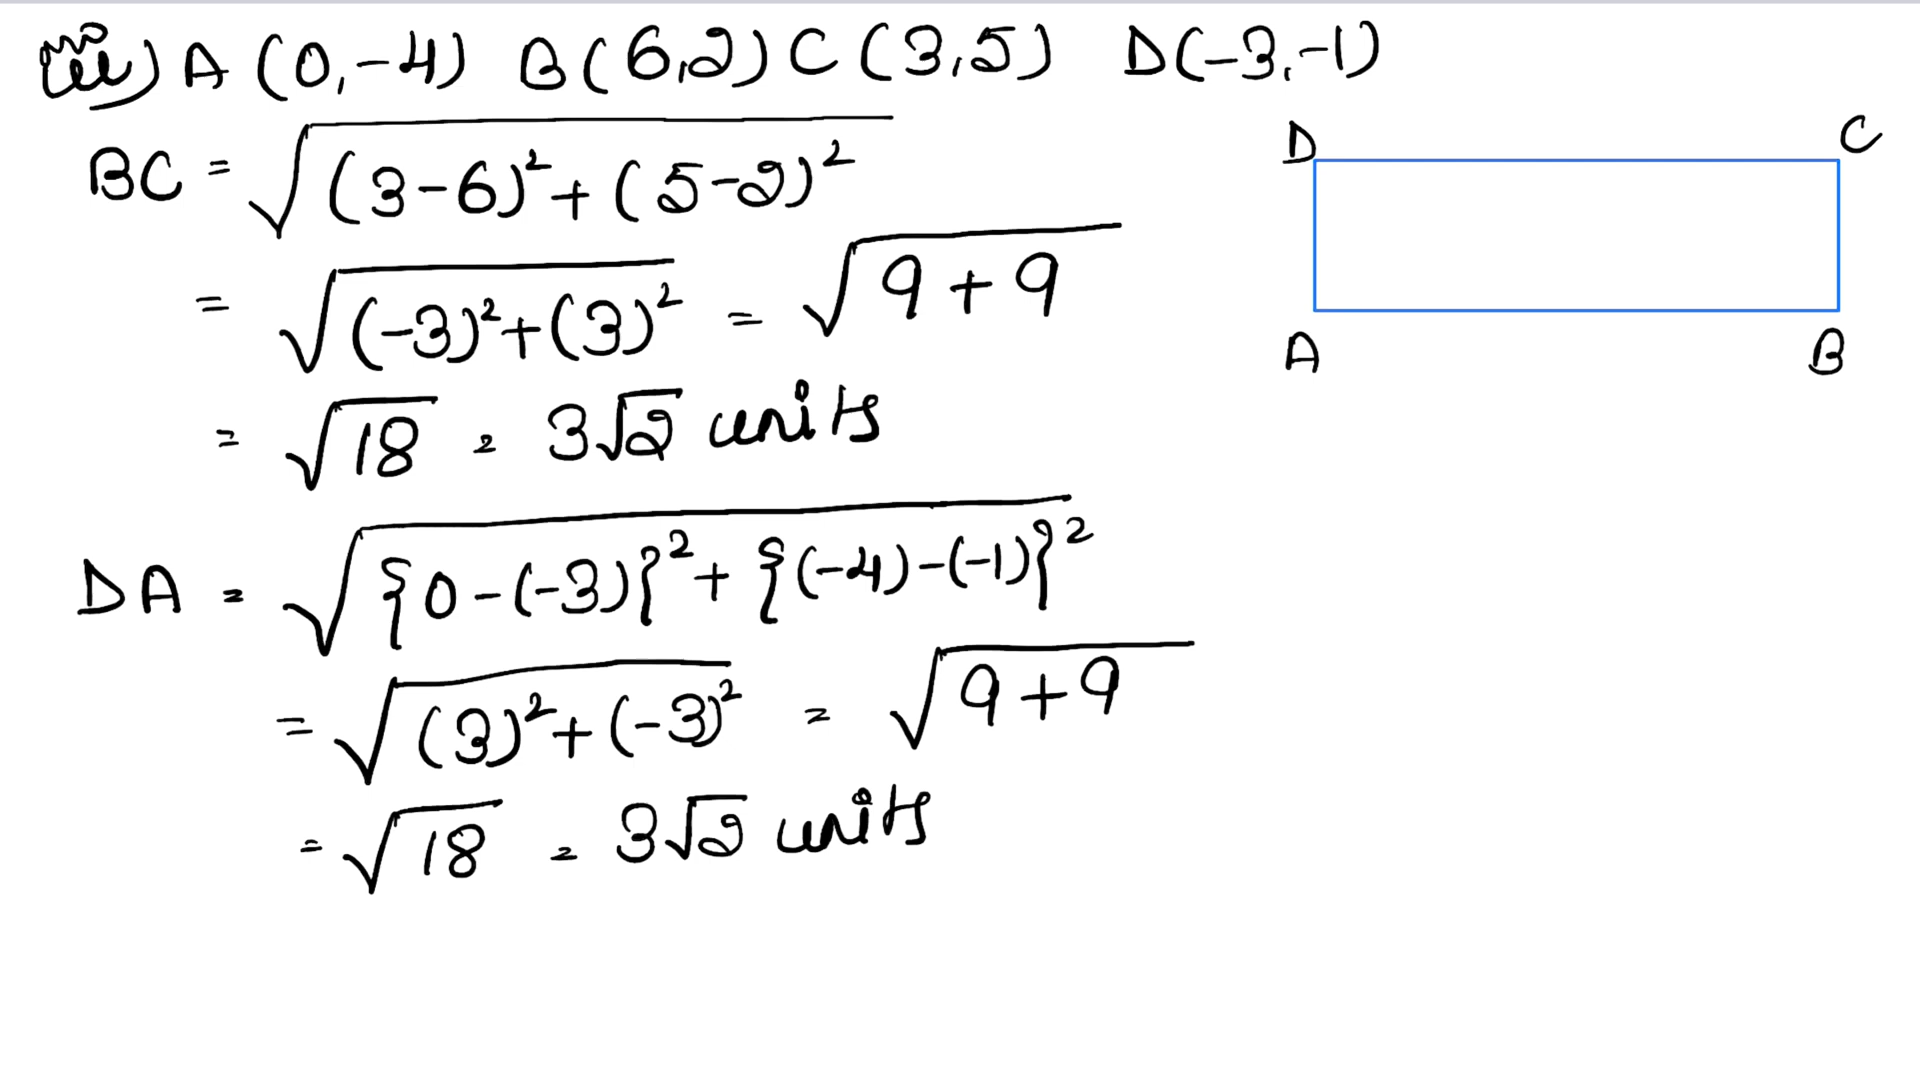 iii) A (0,-4) B(6,2) C (3,5) D(-3,-1)
BC = √((3-6)²+(5-2)²)
= √((-3)²+(3)²) = √(9+9)
= √18 = 3√2 units
DA = √({0-(-3)}²+{(-4)-(-1)}²)
= √((3)²+(-3)²) = √(9+9)
= √18 = 3√2 units
D C
A B